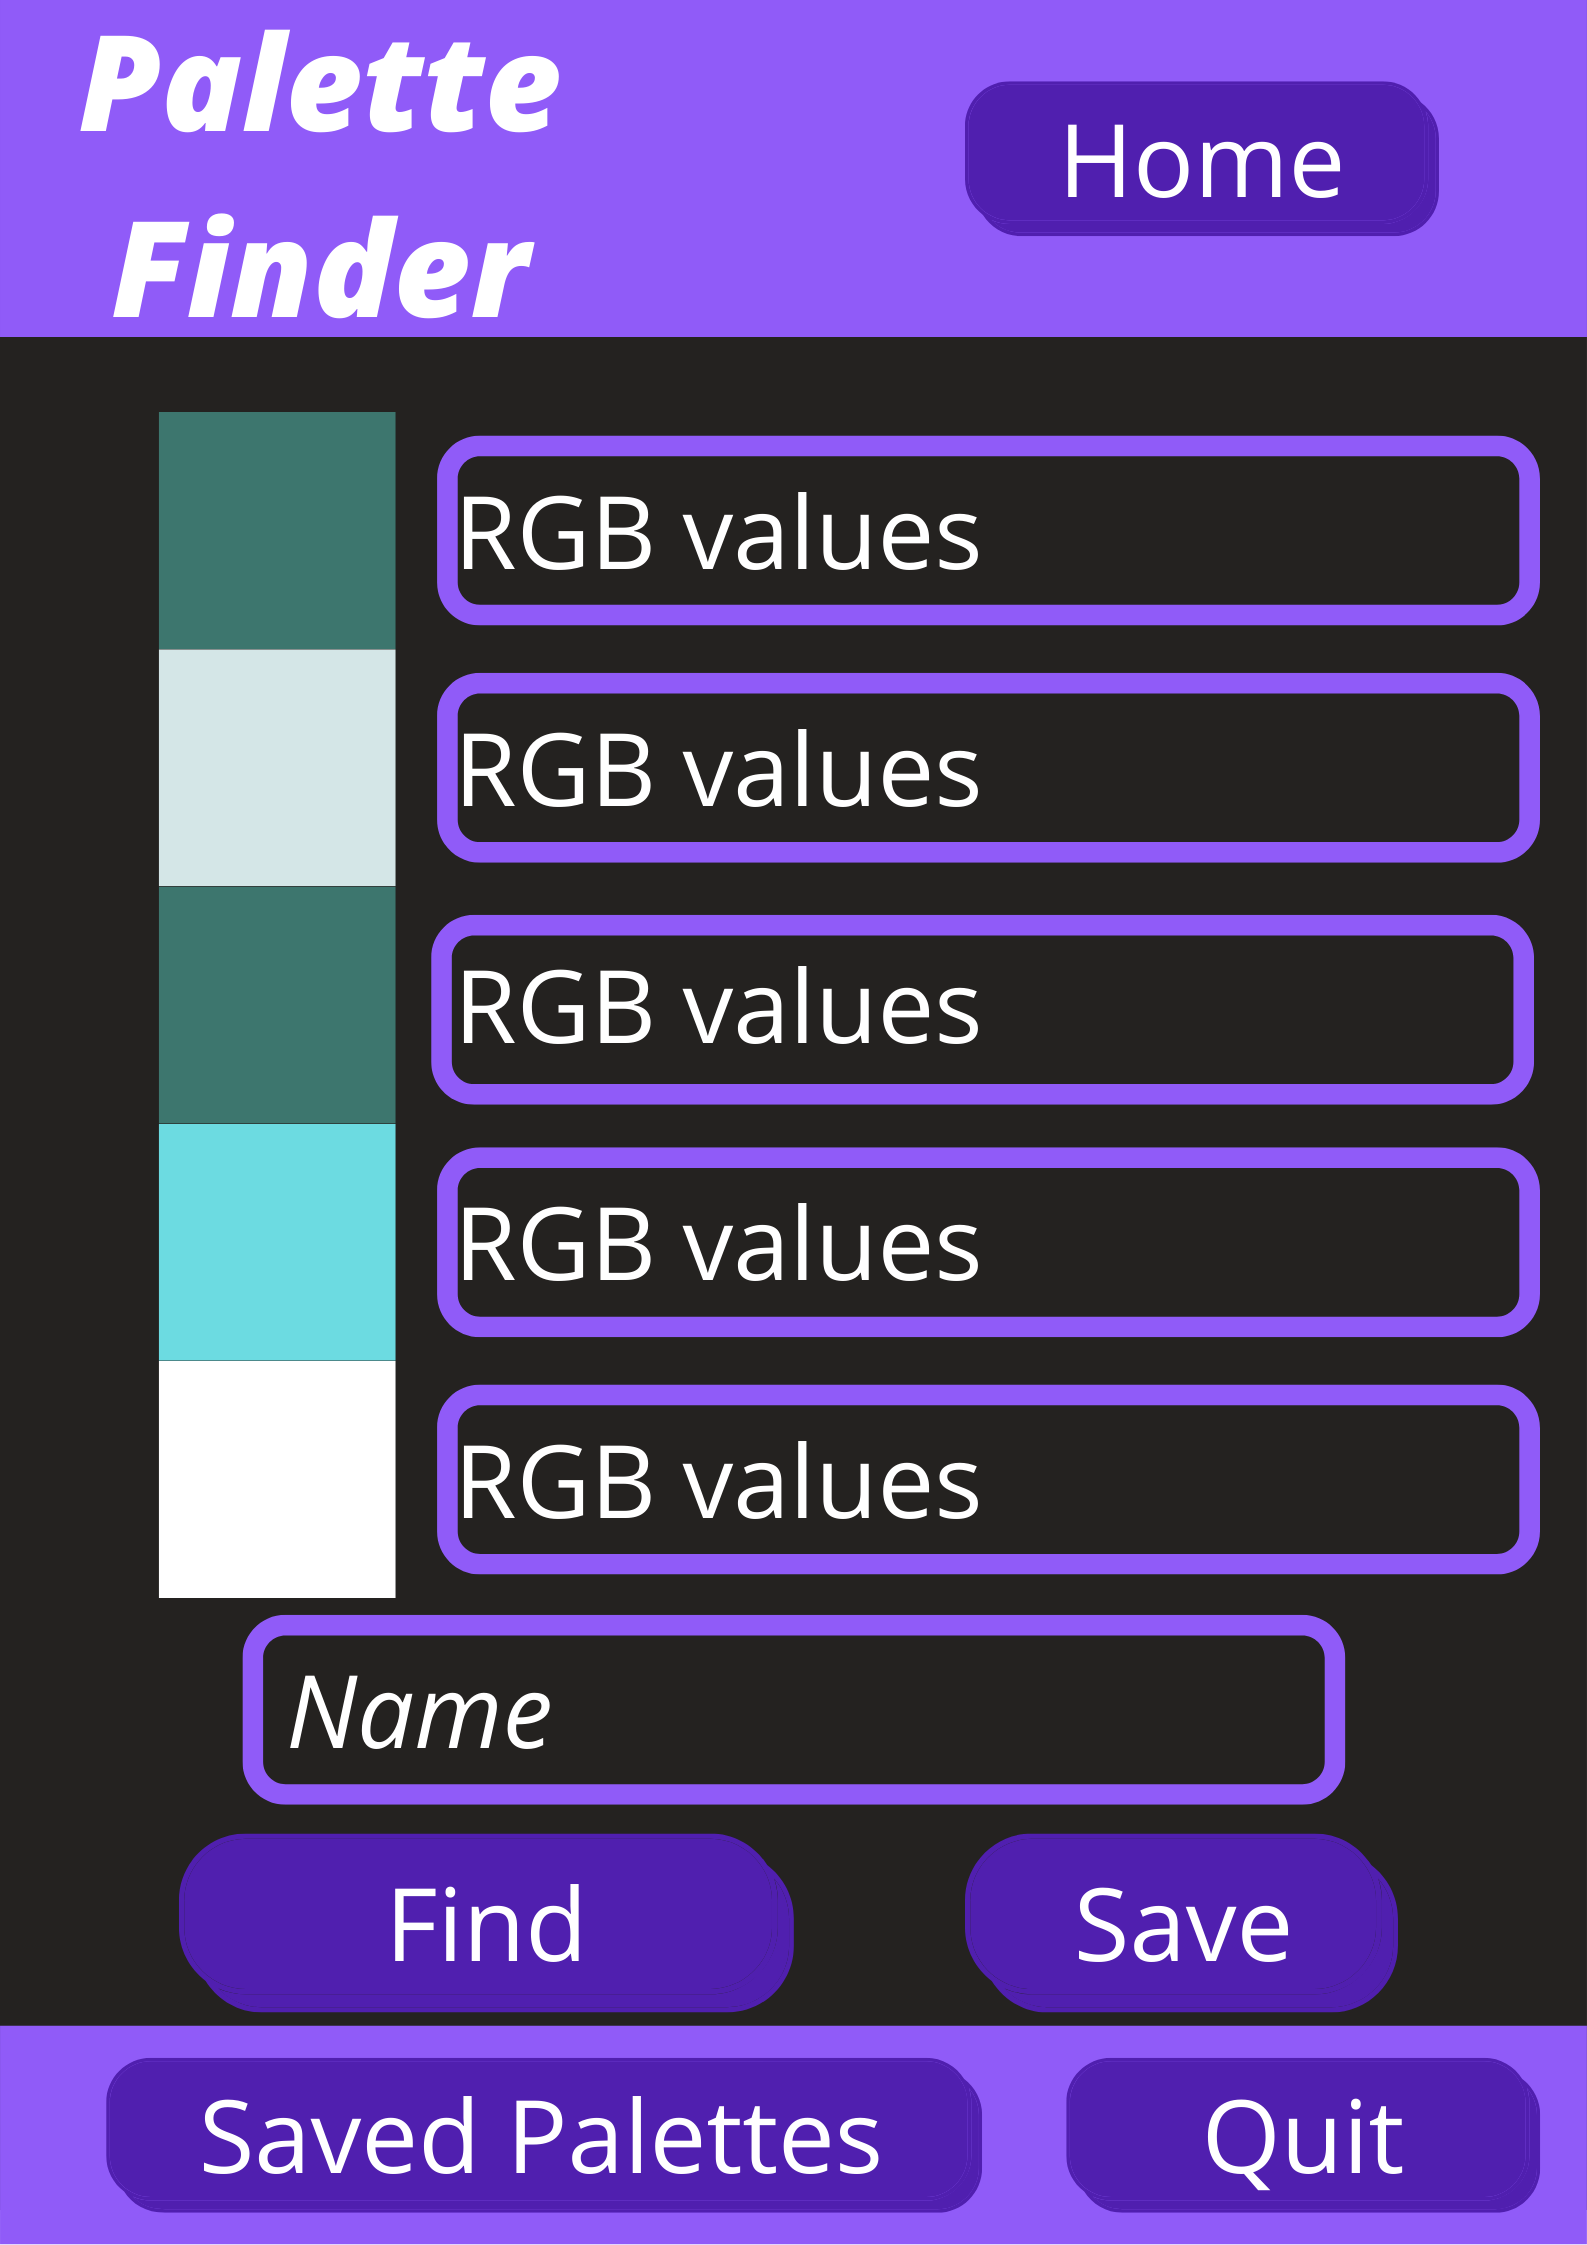 Palette
Finder
Home
RGB values
RGB values
RGB values
RGB values
RGB values
Name
Find
Save
Saved Palettes
Quit